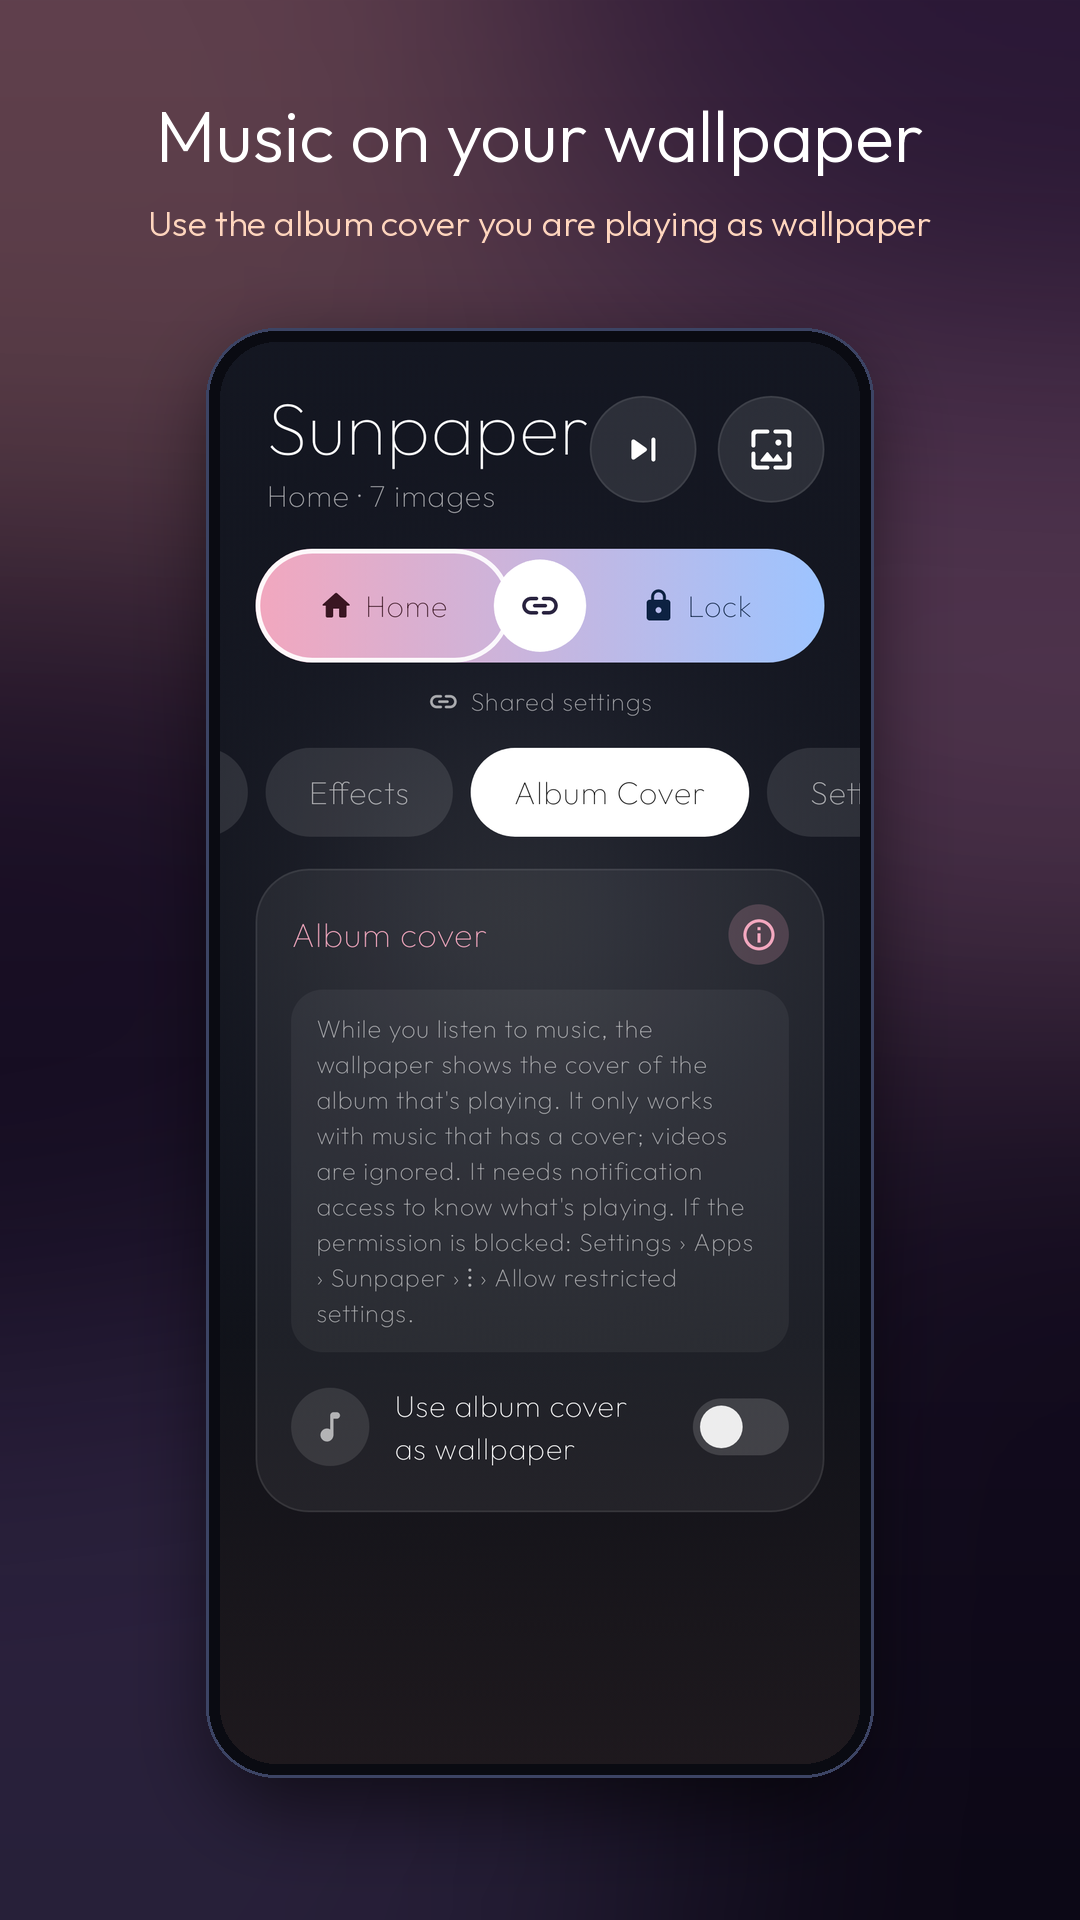 Music on your wallpaper
Use the album cover you are playing as wallpaper
Sunpaper
Home · 7 images
Home
Lock
Shared settings
Effects
Album Cover
Sett
Album cover
While you listen to music, the
wallpaper shows the cover of the
album that's playing. It only works
with music that has a cover; videos
are ignored. It needs notification
access to know what's playing. If the
permission is blocked: Settings › Apps
› Sunpaper › ⋮ › Allow restricted
settings.
Use album cover
as wallpaper